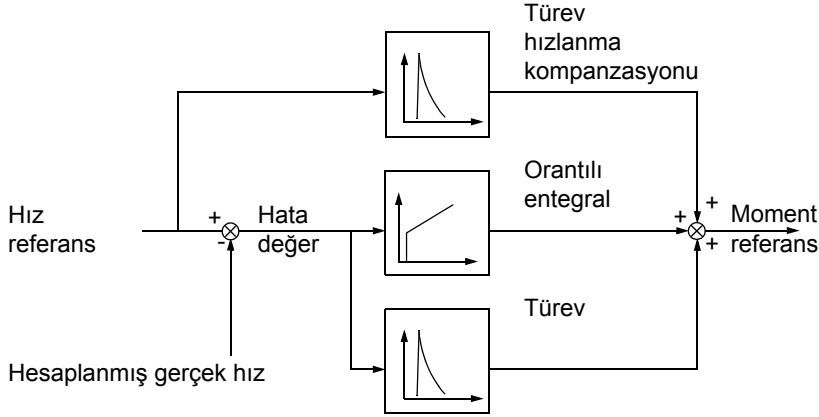 Türev
hızlanma
kompanzasyonu
Orantılı
entegral
+
Hız
referans
+
-
Hata
değer
+
+
Moment
referans
Türev
Hesaplanmış gerçek hız